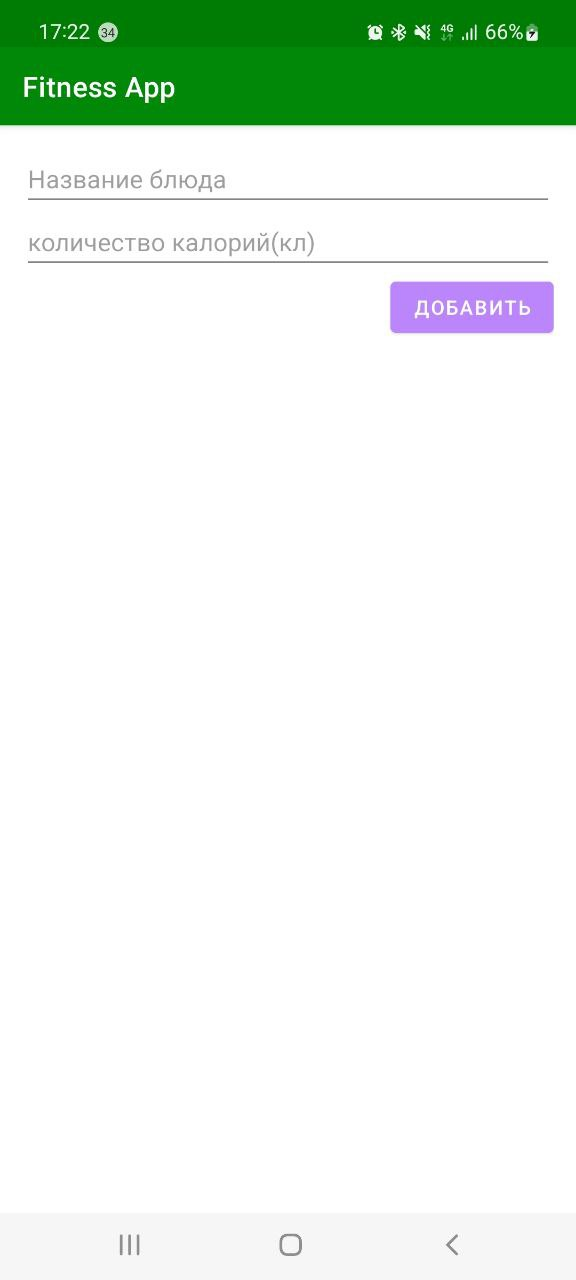 17:22 34 4G 66%
Fitness App
Название блюда
количество калорий(кл)
ДОБАВИТЬ